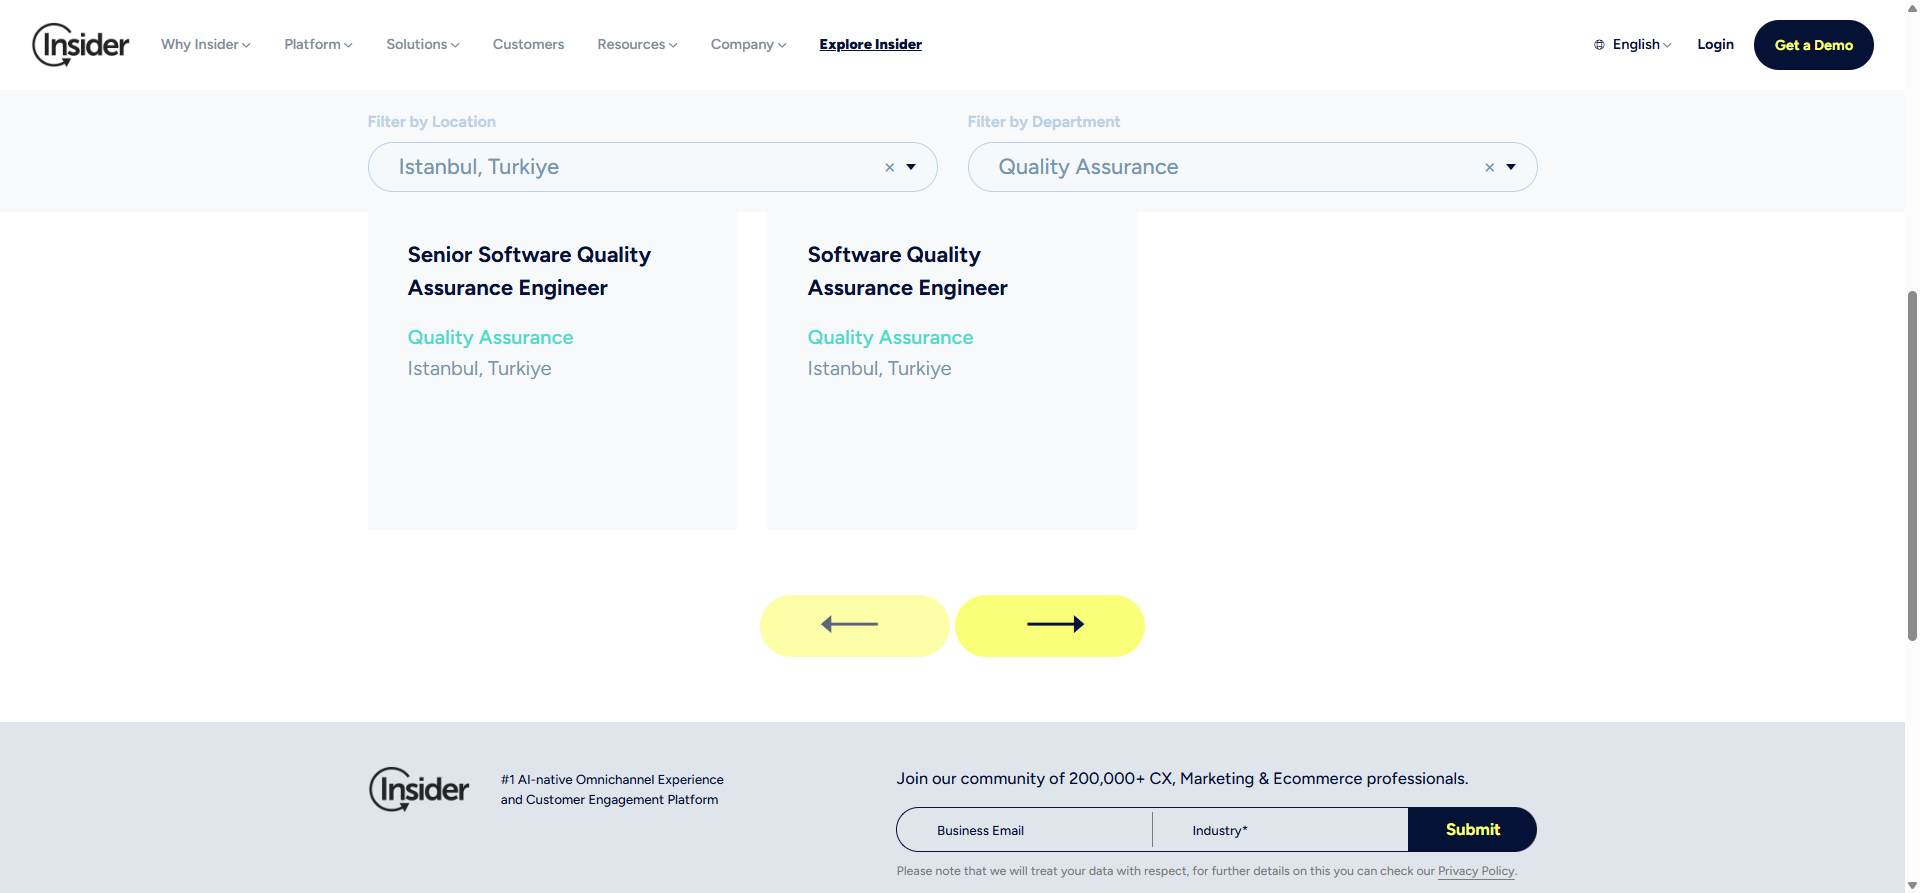 Insider
Why Insider
Platform
Solutions
Customers
Resources
Company
Explore Insider
English
Login
Get a Demo
Filter by Location
Filter by Department
Istanbul, Turkiye
×
Quality Assurance
×
Senior Software Quality
Assurance Engineer
Quality Assurance
Istanbul, Turkiye
Software Quality
Assurance Engineer
Quality Assurance
Istanbul, Turkiye
Insider
#1 AI-native Omnichannel Experience
and Customer Engagement Platform
Join our community of 200,000+ CX, Marketing & Ecommerce professionals.
Business Email
Industry*
Submit
Please note that we will treat your data with respect, for further details on this you can check our Privacy Policy.